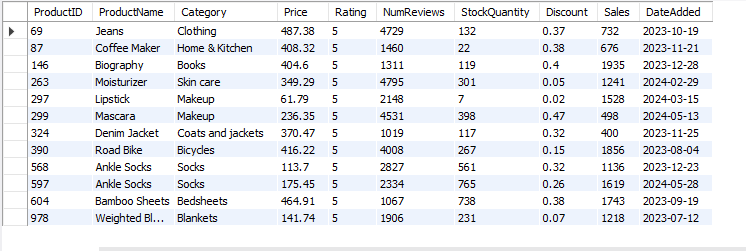 ProductID ProductName Category Price Rating NumReviews StockQuantity Discount Sales DateAdded
69 Jeans Clothing 487.38 5 4729 132 0.37 732 2023-10-19
87 Coffee Maker Home & Kitchen 408.32 5 1460 22 0.38 676 2023-11-21
146 Biography Books 404.6 5 1311 119 0.4 1935 2023-12-28
263 Moisturizer Skin care 349.29 5 4795 301 0.05 1241 2024-02-29
297 Lipstick Makeup 61.79 5 2148 7 0.02 1528 2024-03-15
299 Mascara Makeup 236.35 5 4531 398 0.47 498 2024-05-13
324 Denim Jacket Coats and jackets 370.47 5 1019 117 0.32 400 2023-11-25
390 Road Bike Bicycles 416.22 5 4008 267 0.15 1856 2023-08-04
568 Ankle Socks Socks 113.7 5 2827 561 0.32 1136 2023-12-23
597 Ankle Socks Socks 175.45 5 2334 765 0.26 1619 2024-05-28
604 Bamboo Sheets Bedsheets 464.91 5 1067 738 0.38 1743 2023-09-19
978 Weighted Bl... Blankets 141.74 5 1906 231 0.07 1218 2023-07-12